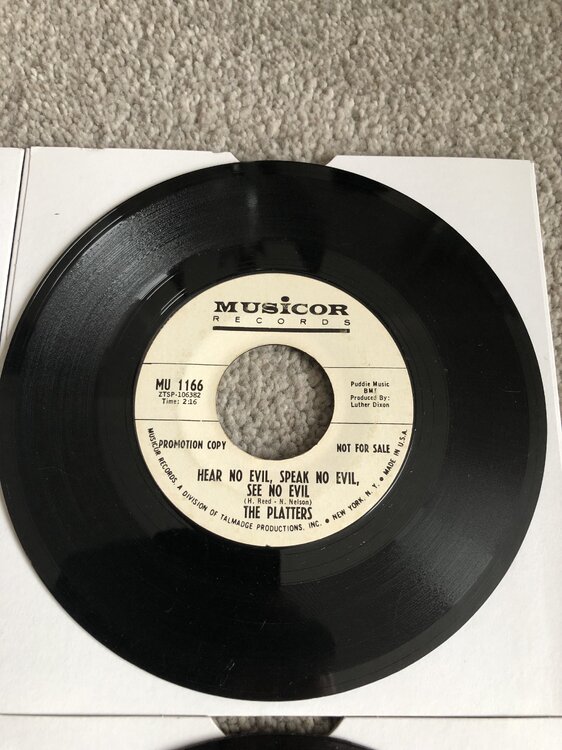 MUSICOR
RECORDS
MU 1166
ZTSP-106382
Time: 2:16
Puddie Music
BMI
Produced By:
Luther Dixon
PROMOTION COPY
NOT FOR SALE
HEAR NO EVIL, SPEAK NO EVIL,
SEE NO EVIL
(H. Reed - N. Nelson)
THE PLATTERS
MUSICOR RECORDS, A DIVISION OF TALMADGE PRODUCTIONS, INC. • NEW YORK, N. Y. • MADE IN U.S.A.